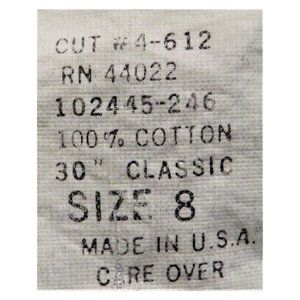 CUT #4-612
RN 44022
102445-246
100% COTTON
30" CLASSIC
SIZE 8
MADE IN U.S.A.
CARE OVER